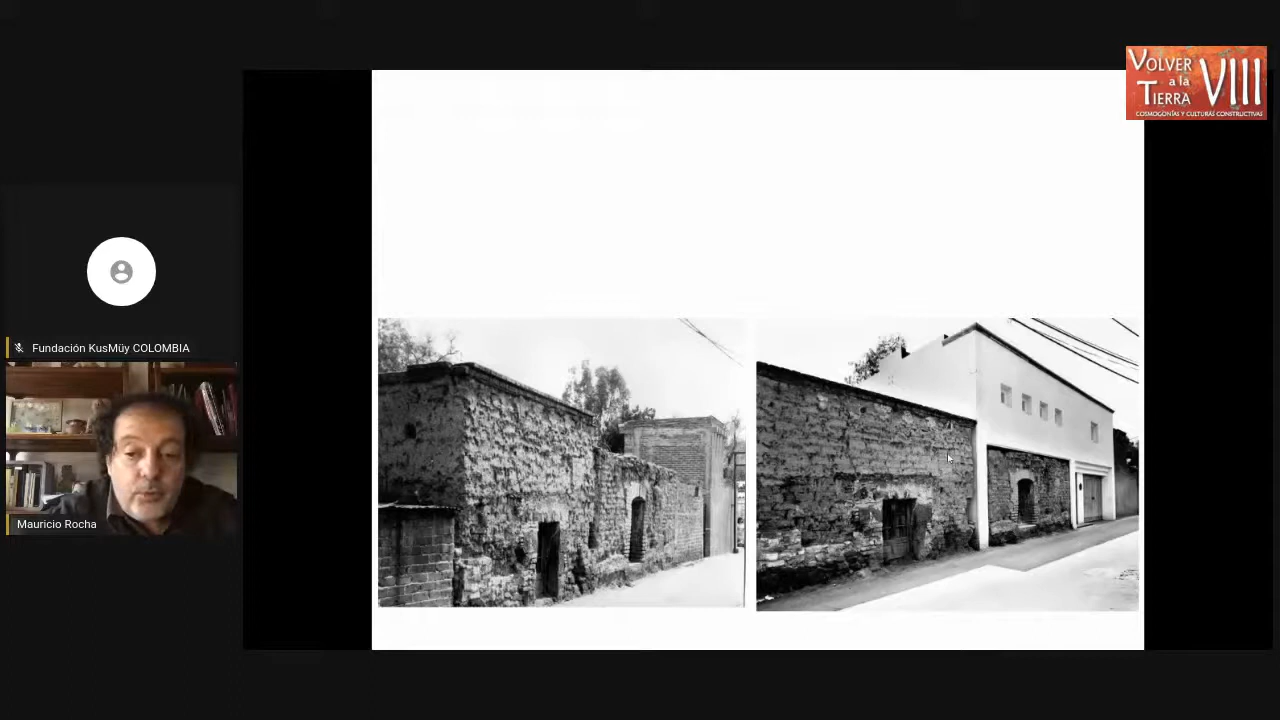 VOLVER
a la
TIERRA
VIII
COSMOGONÍAS Y CULTURAS CONSTRUCTIVAS
Fundación KusMüy COLOMBIA
Mauricio Rocha